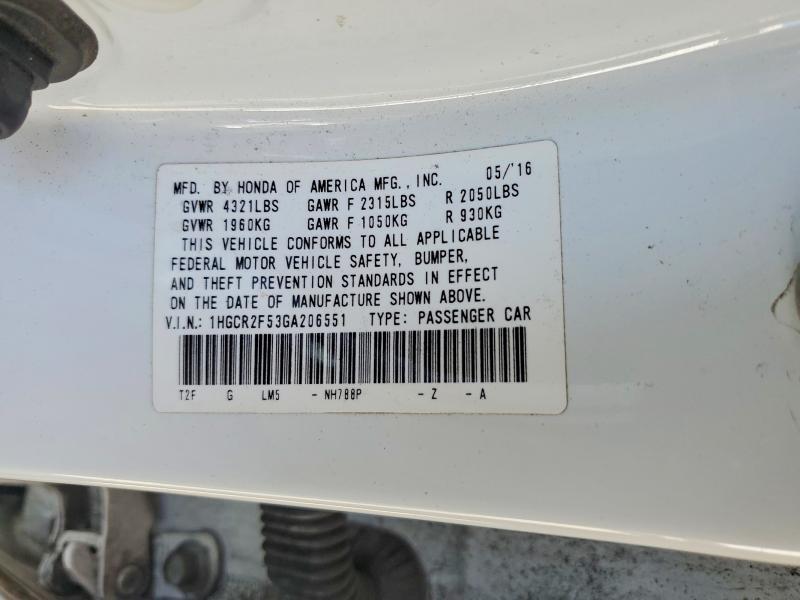 MFD. BY HONDA OF AMERICA MFG., INC. 05/'16
GVWR 4321LBS GAWR F 2315LBS R 2050LBS
GVWR 1960KG GAWR F 1050KG R 930KG
THIS VEHICLE CONFORMS TO ALL APPLICABLE
FEDERAL MOTOR VEHICLE SAFETY, BUMPER,
AND THEFT PREVENTION STANDARDS IN EFFECT
ON THE DATE OF MANUFACTURE SHOWN ABOVE.
V.I.N.: 1HGCR2F53GA206551 TYPE: PASSENGER CAR
T2F G LM5 - NH788P - Z - A